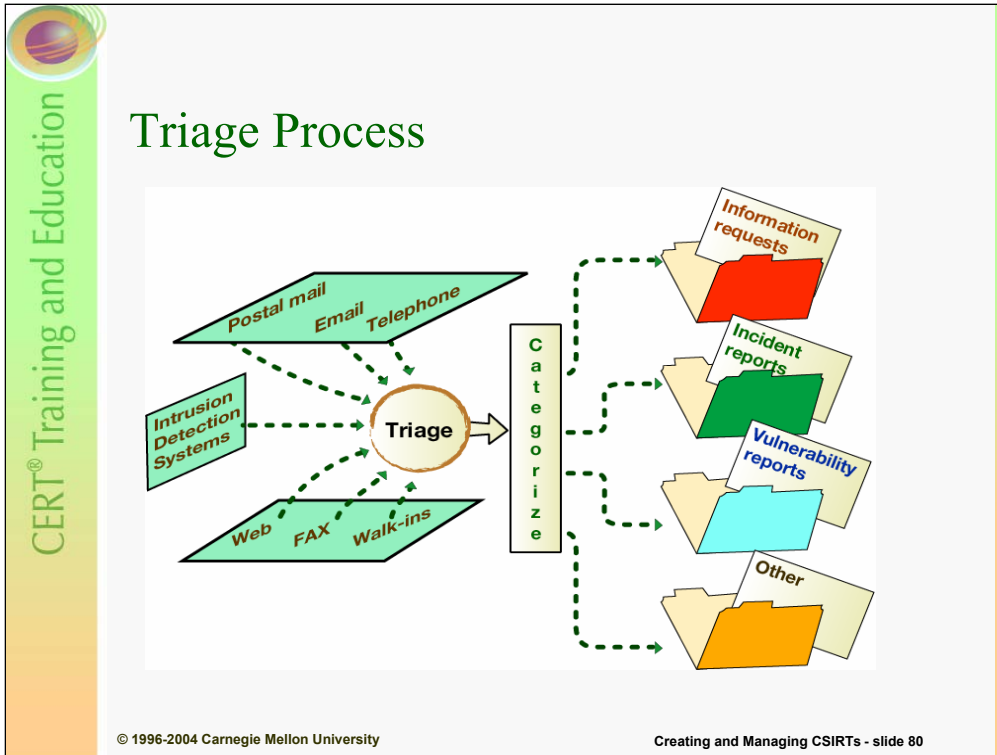 CERT® Training and Education
Triage Process
Postal mail
Email
Telephone
Intrusion
Detection
Systems
Web
FAX
Walk-ins
Triage
Categorize
Information
requests
Incident
reports
Vulnerability
reports
Other
© 1996-2004 Carnegie Mellon University
Creating and Managing CSIRTs - slide 80